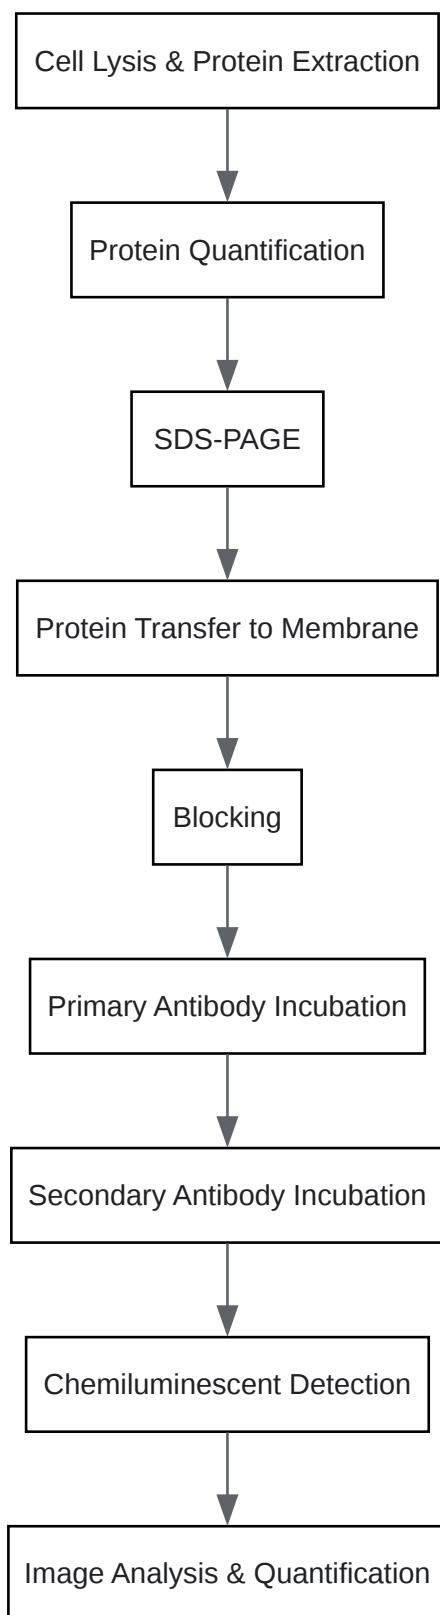 Cell Lysis & Protein Extraction
Protein Quantification
SDS-PAGE
Protein Transfer to Membrane
Blocking
Primary Antibody Incubation
Secondary Antibody Incubation
Chemiluminescent Detection
Image Analysis & Quantification